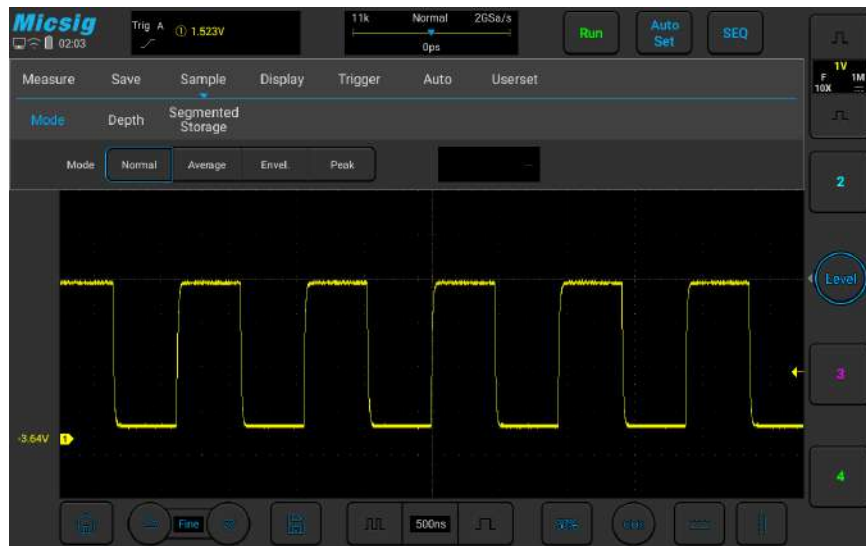 Micsig
02:03
Trig A
① 1.523V
11k Normal 2GSa/s
0ps
Run
Auto
Set
SEQ
Measure Save Sample Display Trigger Auto Userset
Mode Depth Segmented
Storage
Mode Normal Average Envel. Peak
1V
F 1M
10X
2
Level
3
4
-3.64V 1
Fine
500ns
50%